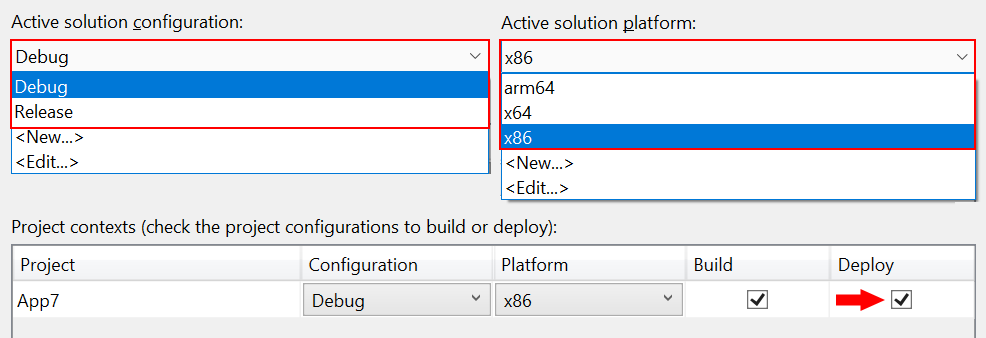 Active solution configuration:
Debug
Debug
Release
<New...>
<Edit...>
Active solution platform:
x86
arm64
x64
x86
<New...>
<Edit...>
Project contexts (check the project configurations to build or deploy):
Project Configuration Platform Build Deploy
App7 Debug x86